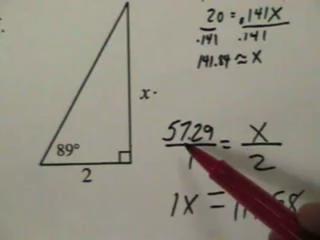 20 = .141X
.141 .141
141.84 ≈ X
x
89°
2
57.29 = X
1 2
1X =